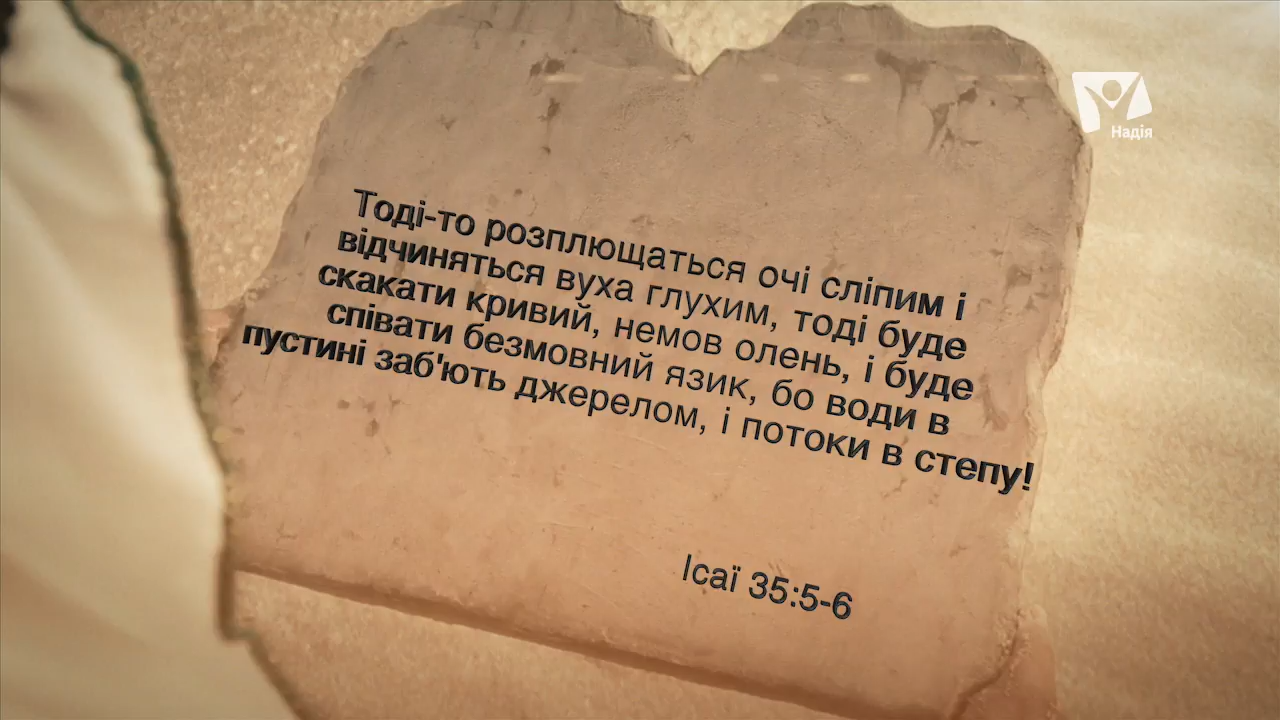 Надія
Тоді-то розплющаться очі сліпим і
відчиняться вуха глухим, тоді буде
скакати кривий, немов олень, і буде
співати безмовний язик, бо води в
пустині заб'ють джерелом, і потоки в степу!
Ісаї 35:5-6